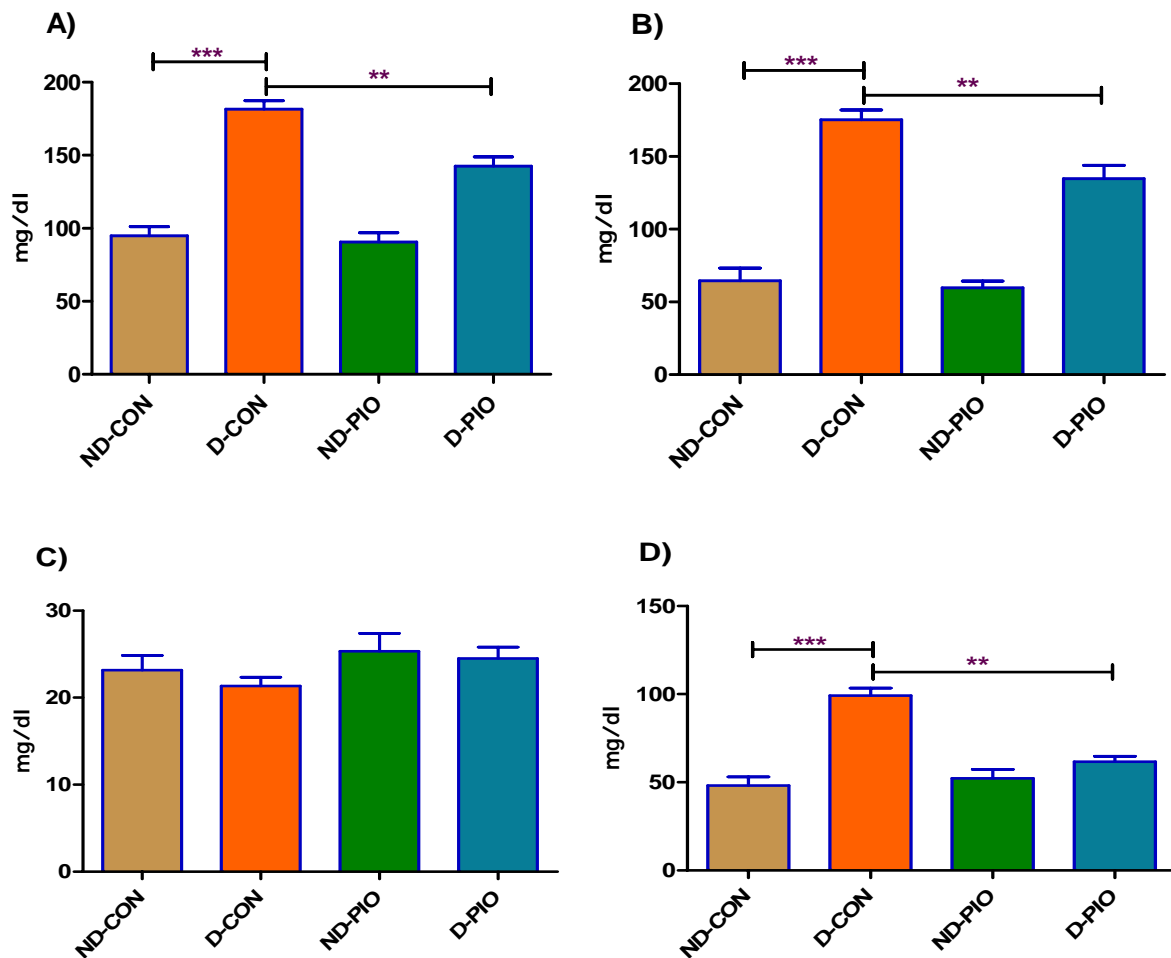 A)
***
**
200
150
100
50
0
mg/dl
ND-CON
D-CON
ND-PIO
D-PIO
B)
***
**
200
150
100
50
0
mg/dl
ND-CON
D-CON
ND-PIO
D-PIO
C)
30
20
10
0
mg/dl
ND-CON
D-CON
ND-PIO
D-PIO
D)
***
**
150
100
50
0
mg/dl
ND-CON
D-CON
ND-PIO
D-PIO